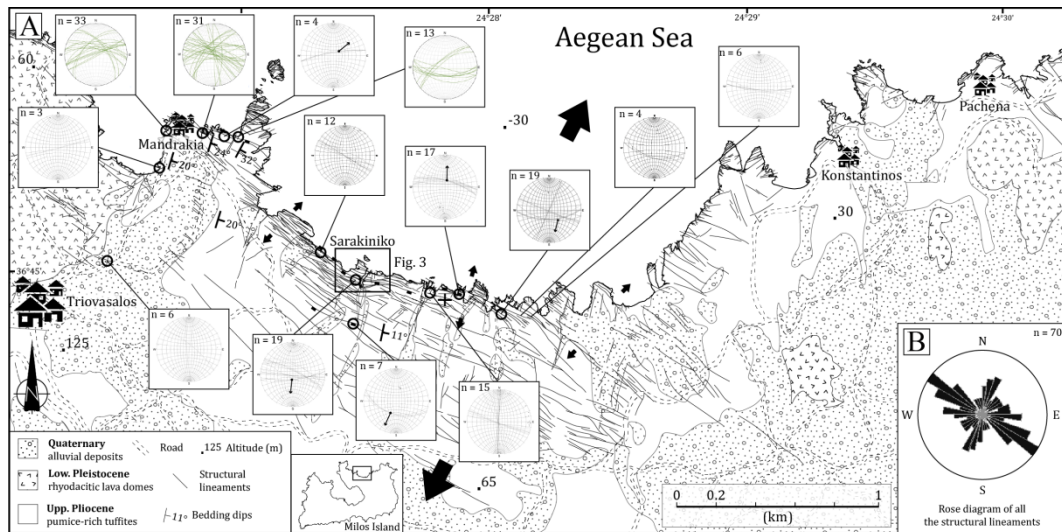 A
24°28'
24°29'
24°30'
n = 33
n = 31
n = 4
n = 13
n = 6
Aegean Sea
60
-30
n = 3
Mandrakia
24°
32°
20°
n = 12
n = 17
n = 4
n = 19
Pachena
Konstantinos
30
20°
Sarakiniko
Fig. 3
36°45'
Triovasalos
125
n = 6
n = 19
11°
n = 7
n = 15
65
B
n = 70
N
W
E
S
Rose diagram of all
the structural lineaments
Quaternary
alluvial deposits
Low. Pleistocene
rhyodacitic lava domes
Upp. Pliocene
pumice-rich tuffites
Road
Structural
lineaments
.125 Altitude (m)
11° Bedding dips
Milos Island
0 0.2 1
(km)